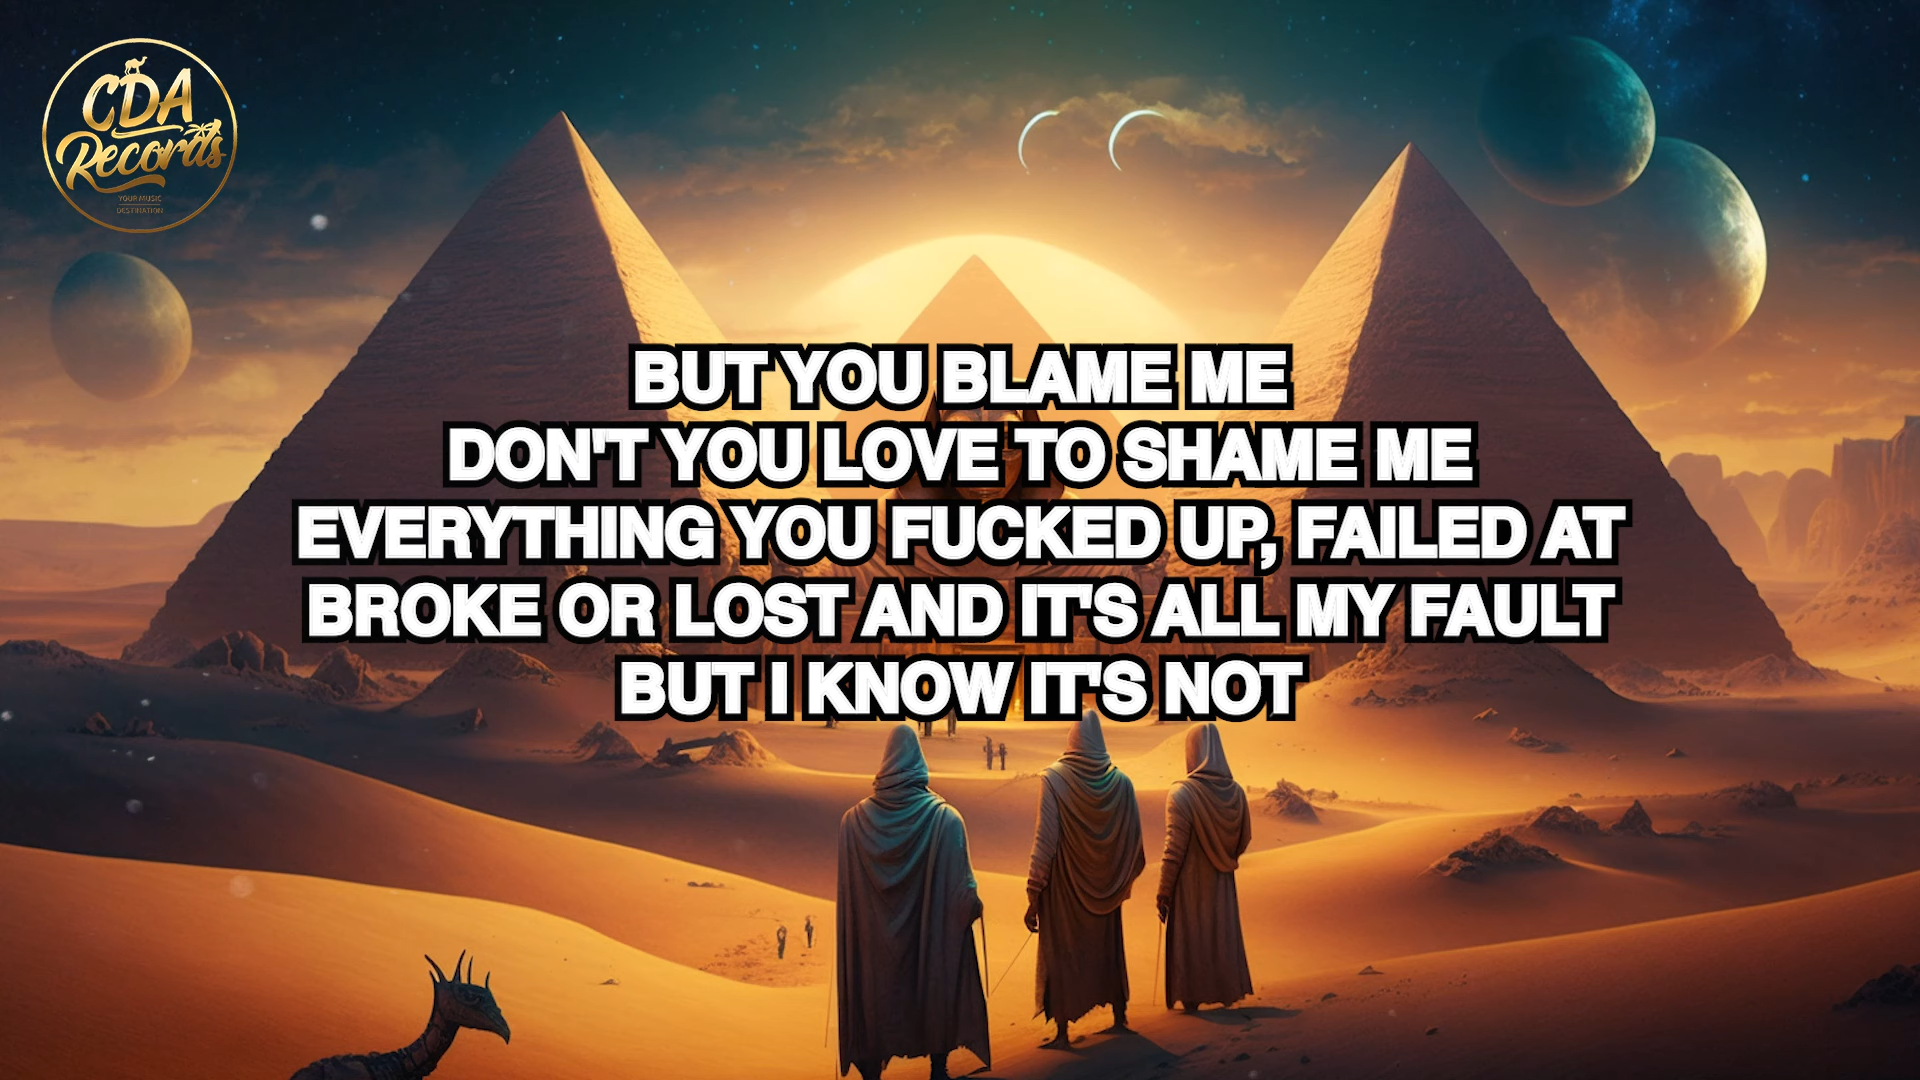 CDA
Records
YOUR MUSIC
DESTINATION
BUT YOU BLAME ME
DON'T YOU LOVE TO SHAME ME
EVERYTHING YOU FUCKED UP, FAILED AT
BROKE OR LOST AND IT'S ALL MY FAULT
BUT I KNOW IT'S NOT